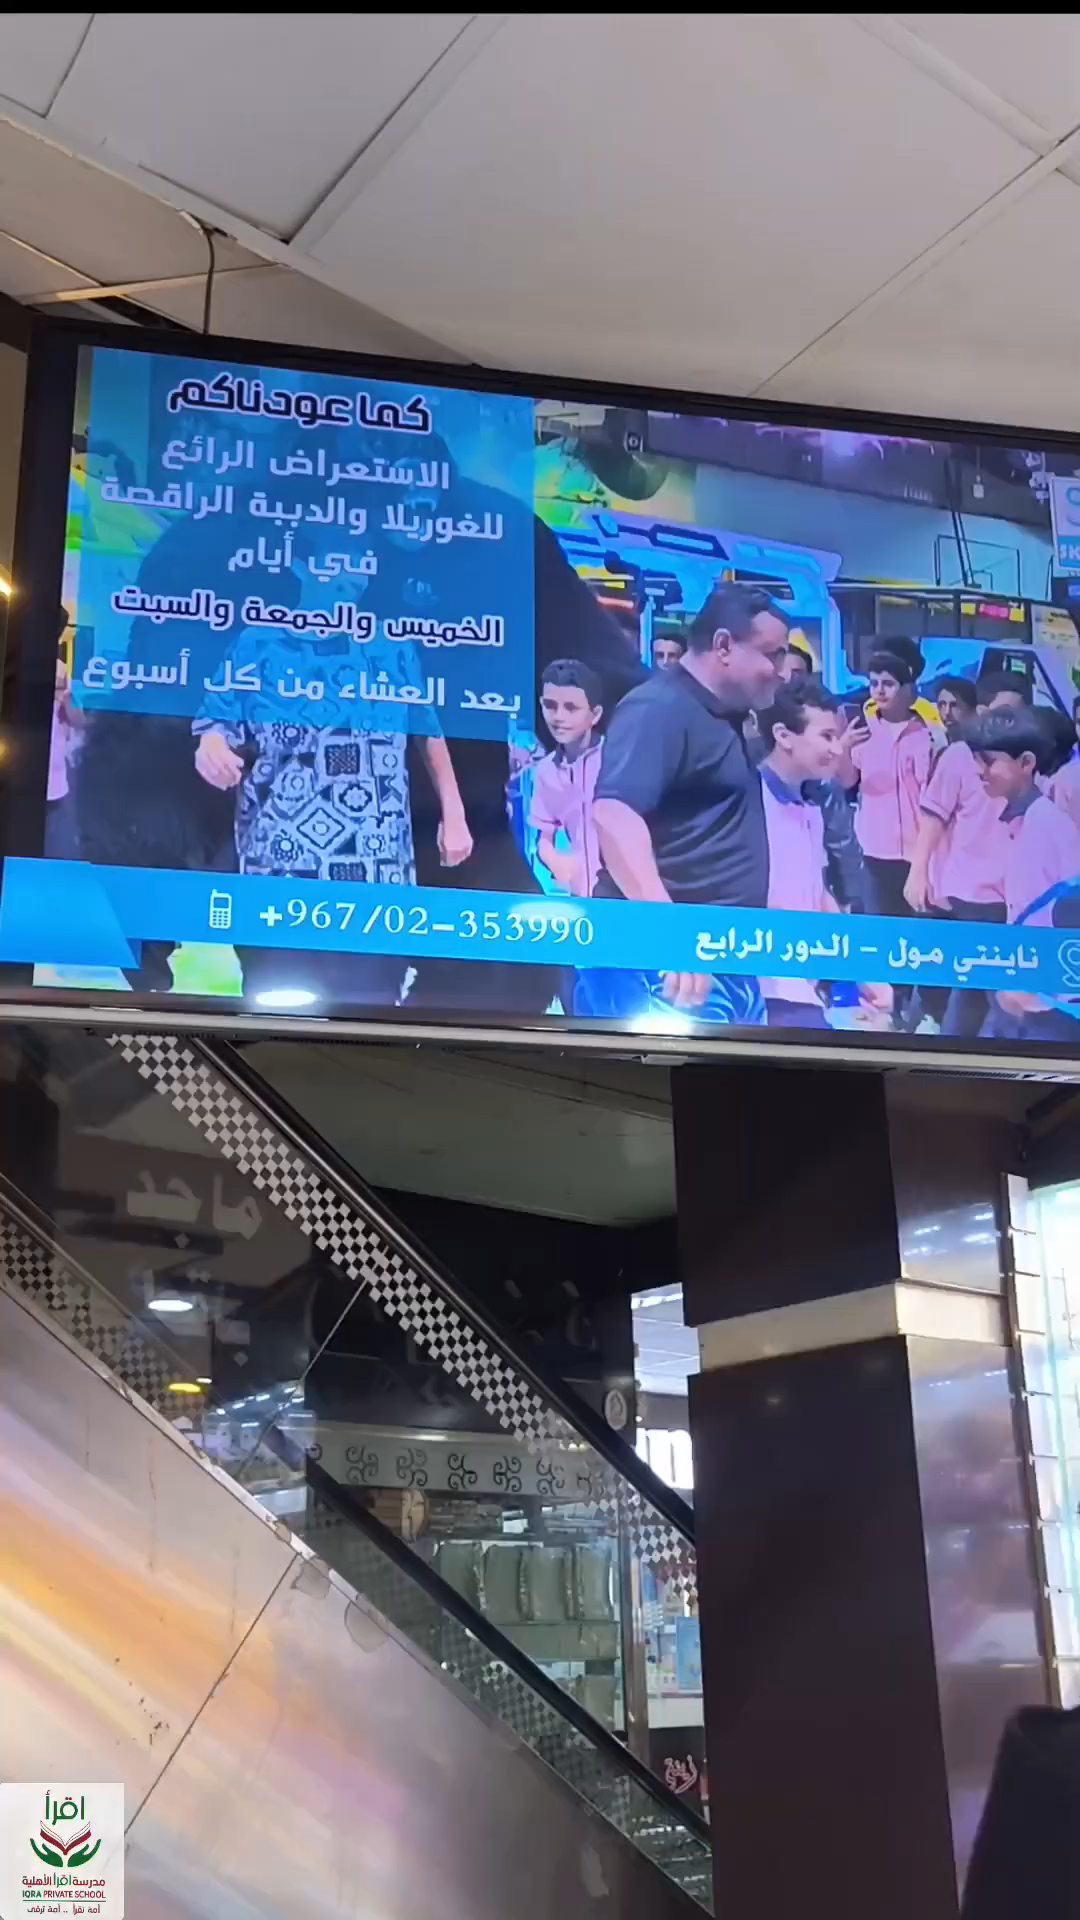 كما عودناكم
الاستعراض الرائع
للغوريلا والدببة الراقصة
في أيام
الخميس والجمعة والسبت
بعد العشاء من كل أسبوع
ناينتي مول - الدور الرابع
+967/02-353990
ماجد
اقرأ
مدرسة اقرأ الأهلية
IQRA PRIVATE SCHOOL
أمة تقرأ .. أمة ترقى